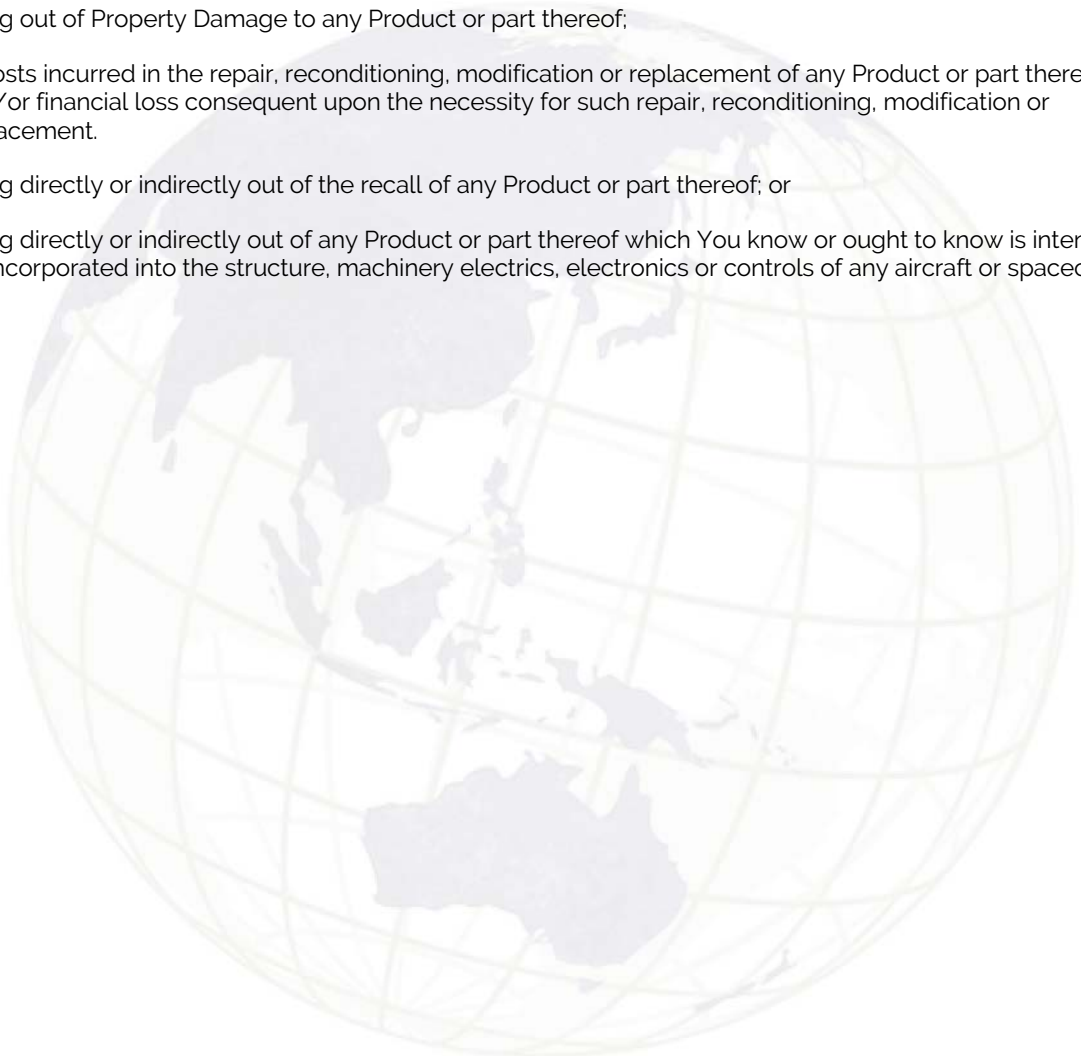 g out of Property Damage to any Product or part thereof;
osts incurred in the repair, reconditioning, modification or replacement of any Product or part there
/or financial loss consequent upon the necessity for such repair, reconditioning, modification or
acement.
g directly or indirectly out of the recall of any Product or part thereof; or
g directly or indirectly out of any Product or part thereof which You know or ought to know is inter
ncorporated into the structure, machinery electrics, electronics or controls of any aircraft or spacec